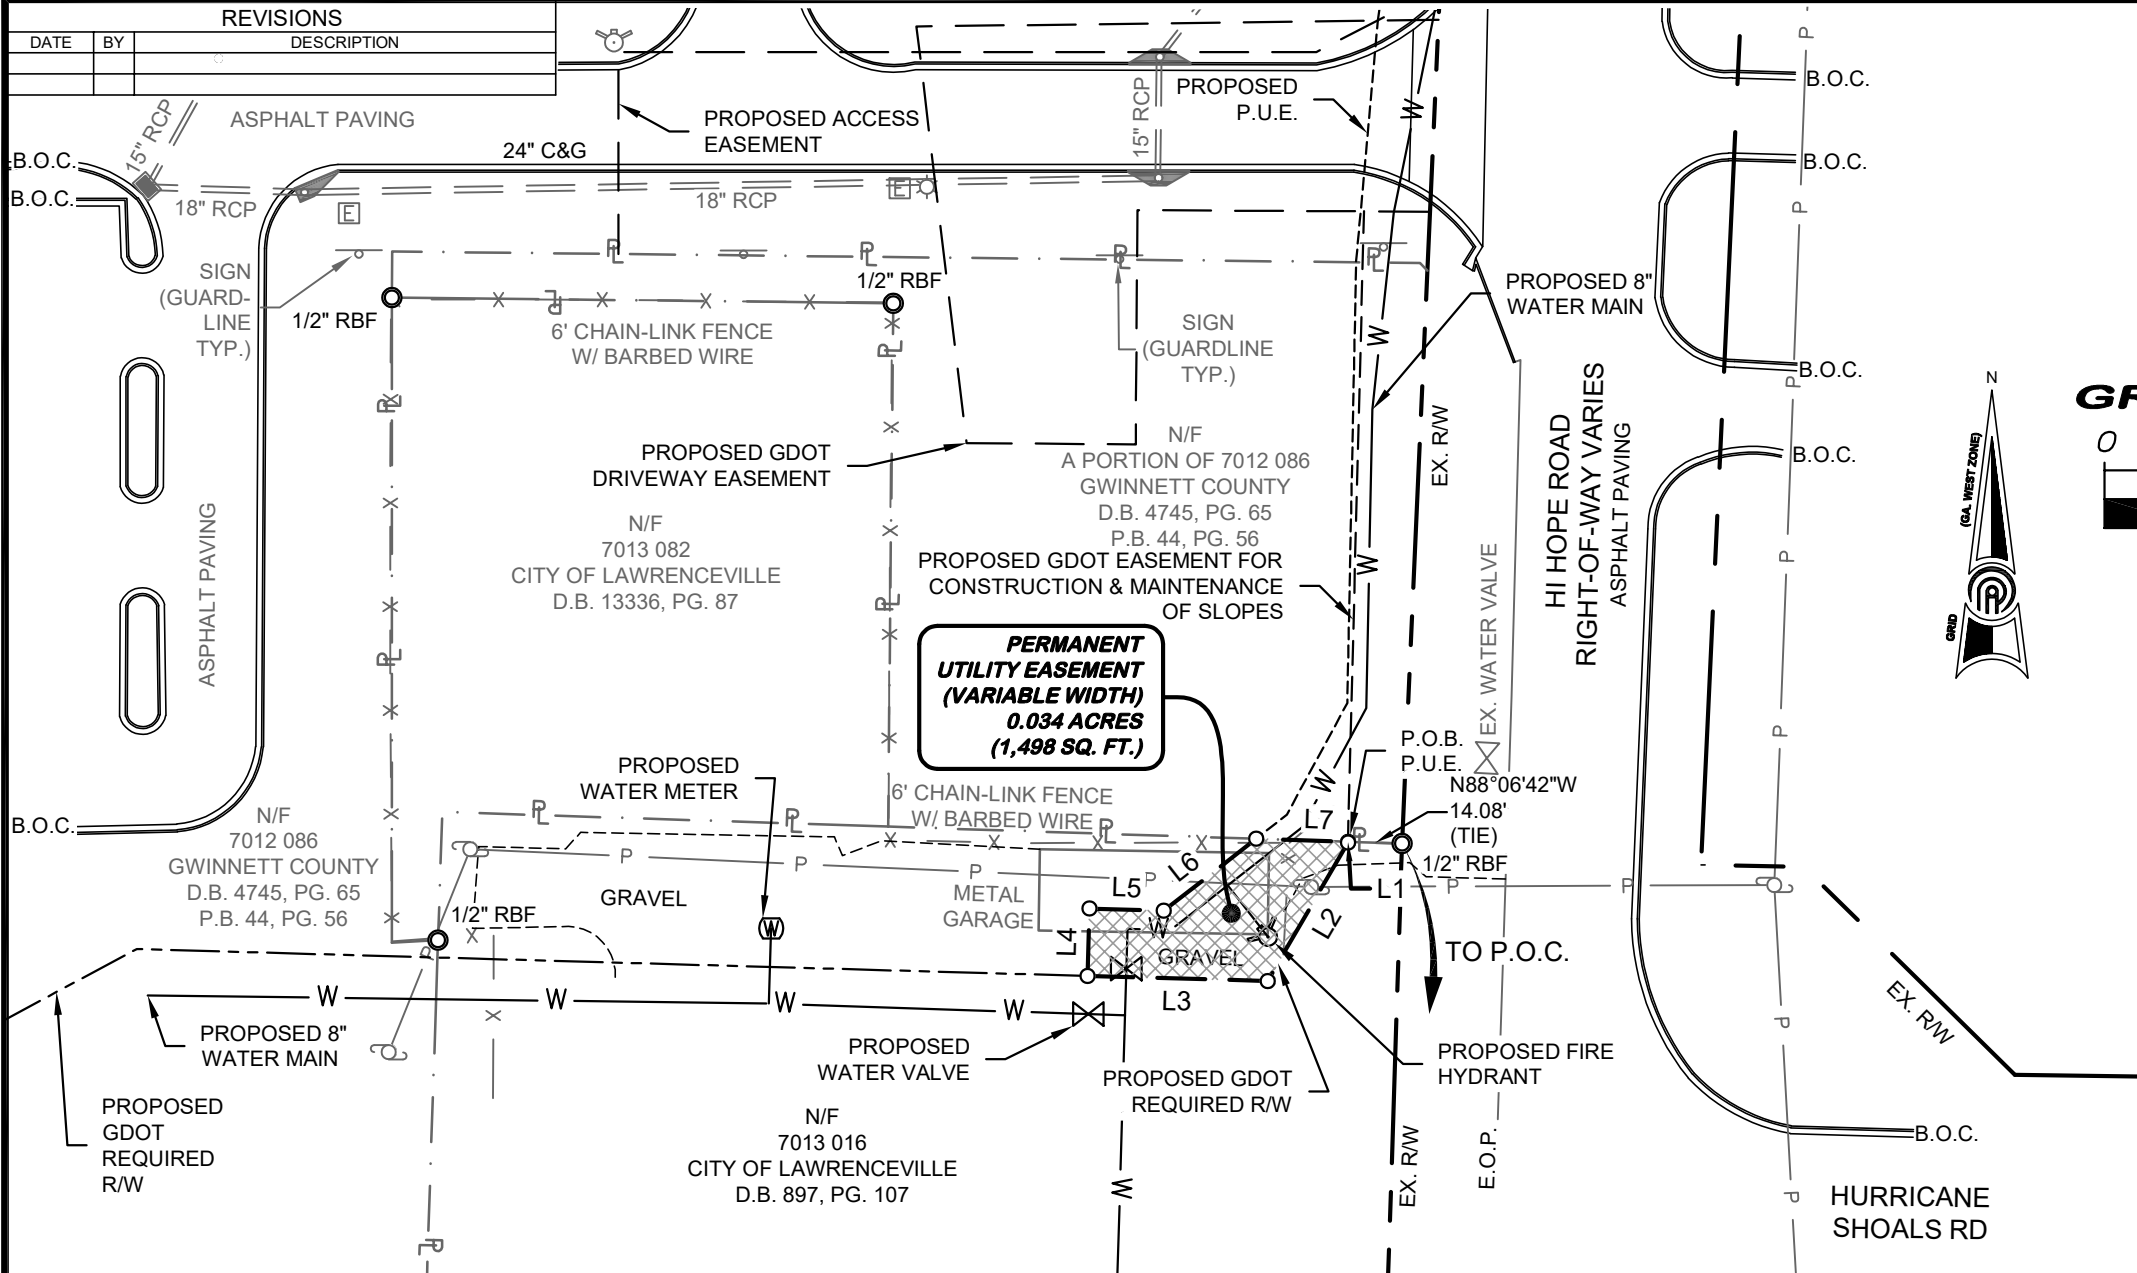 REVISIONS
DATE BY DESCRIPTION
ASPHALT PAVING
15" RCP
B.O.C.
B.O.C.
18" RCP
24" C&G
18" RCP
E
E
PROPOSED ACCESS
EASEMENT
15" RCP
PROPOSED
P.U.E.
W
P
B.O.C.
B.O.C.
P
SIGN
(GUARD-
LINE
TYP.)
1/2" RBF
1/2" RBF
6' CHAIN-LINK FENCE
W/ BARBED WIRE
SIGN
(GUARDLINE
TYP.)
PROPOSED 8"
WATER MAIN
B.O.C.
P
B.O.C.
PROPOSED GDOT
DRIVEWAY EASEMENT
N/F
A PORTION OF 7012 086
GWINNETT COUNTY
D.B. 4745, PG. 65
P.B. 44, PG. 56
EX. R/W
HI HOPE ROAD
RIGHT-OF-WAY VARIES
ASPHALT PAVING
N
(GA. WEST ZONE)
GRID
GR
0
ASPHALT PAVING
N/F
7013 082
CITY OF LAWRENCEVILLE
D.B. 13336, PG. 87
PROPOSED GDOT EASEMENT FOR
CONSTRUCTION & MAINTENANCE
OF SLOPES
W
W
EX. WATER VALVE
P
P
PERMANENT
UTILITY EASEMENT
(VARIABLE WIDTH)
0.034 ACRES
(1,498 SQ. FT.)
P.O.B.
P.U.E.
N88°06'42"W
14.08'
(TIE)
1/2" RBF
PROPOSED
WATER METER
6' CHAIN-LINK FENCE
W/ BARBED WIRE
W
L7
B.O.C.
N/F
7012 086
GWINNETT COUNTY
D.B. 4745, PG. 65
P.B. 44, PG. 56
P
P
P
P
P
P
GRAVEL
1/2" RBF
METAL
GARAGE
L5
L6
L1
L2
L4
W
W
GRAVEL
L3
TO P.O.C.
EX. R/W
W
W
W
W
PROPOSED 8"
WATER MAIN
PROPOSED
WATER VALVE
PROPOSED GDOT
REQUIRED R/W
PROPOSED FIRE
HYDRANT
P
PROPOSED
GDOT
REQUIRED
R/W
N/F
7013 016
CITY OF LAWRENCEVILLE
D.B. 897, PG. 107
W
EX. R/W
E.O.P.
B.O.C.
P
HURRICANE
SHOALS RD